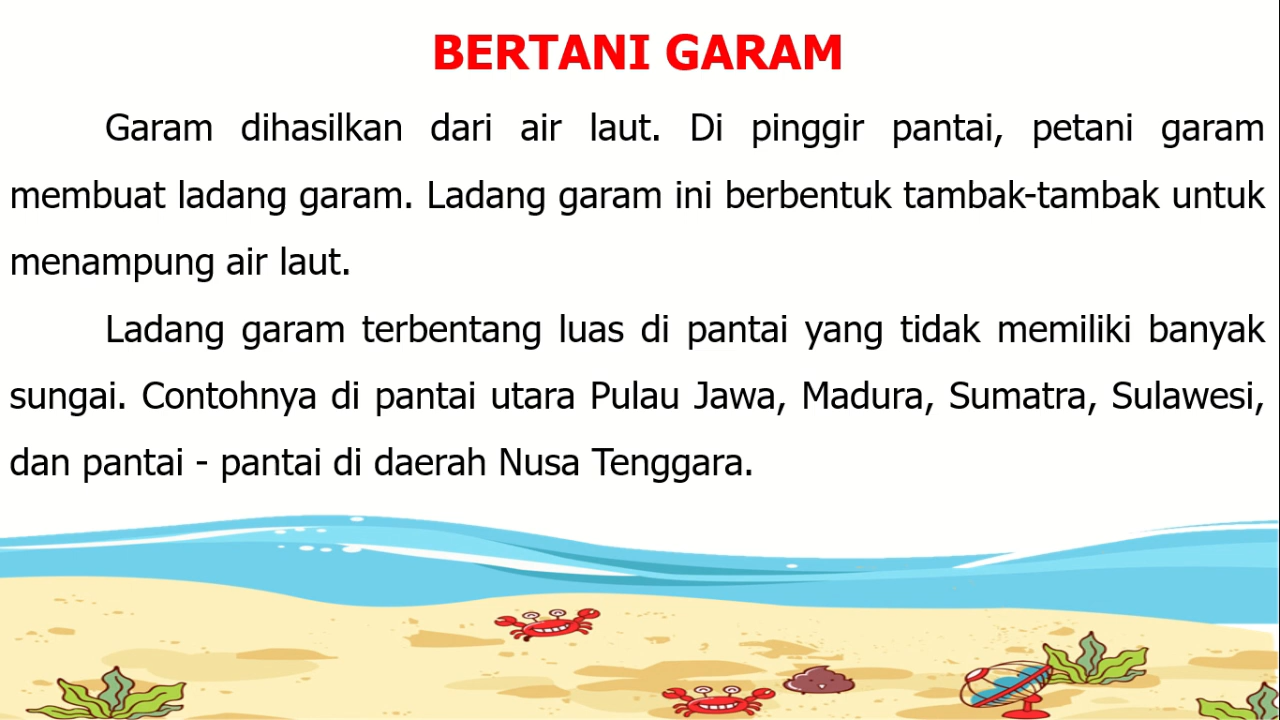 BERTANI GARAM
Garam dihasilkan dari air laut. Di pinggir pantai, petani garam
membuat ladang garam. Ladang garam ini berbentuk tambak-tambak untuk
menampung air laut.
Ladang garam terbentang luas di pantai yang tidak memiliki banyak
sungai. Contohnya di pantai utara Pulau Jawa, Madura, Sumatra, Sulawesi,
dan pantai - pantai di daerah Nusa Tenggara.